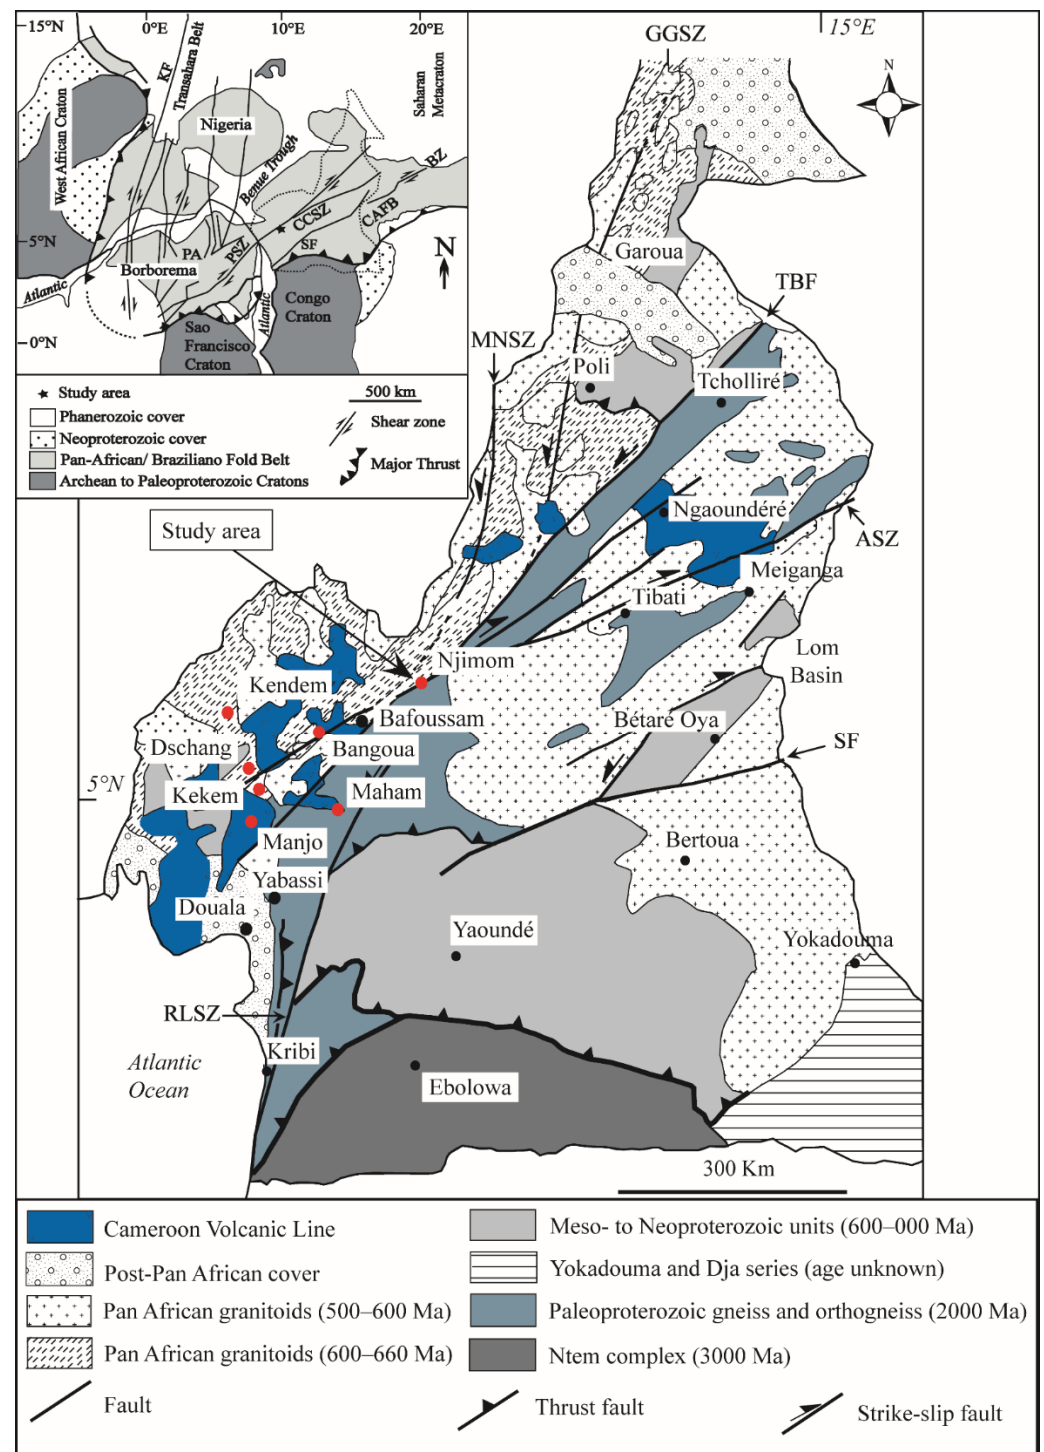 15°N
0°E
10°E
20°E
KF
Transahara Belt
West African Craton
Nigeria
Saharan
Metacraton
Benue Trough
BZ
CCSZ
CAFB
5°N
PA
PSZ
SF
Borborema
N
Atlantic
Atlantic
Congo
Craton
0°N
Sao
Francisco
Craton
Study area
500 km
Phanerozoic cover
Shear zone
Neoproterozoic cover
Pan-African/ Braziliano Fold Belt
Major Thrust
Archean to Paleoproterozoic Cratons
15°E
GGSZ
N
Garoua
TBF
MNSZ
Poli
Tcholliré
Study area
Ngaoundéré
ASZ
Meiganga
Tibati
Lom
Basin
Njimom
Kendem
Bafoussam
Bétaré Oya
SF
Dschang
Bangoua
5°N
Kekem
Maham
Manjo
Bertoua
Yabassi
Douala
Yaoundé
Yokadouma
RLSZ
Kribi
Atlantic
Ocean
Ebolowa
300 Km
Cameroon Volcanic Line
Meso- to Neoproterozoic units (600–000 Ma)
Post-Pan African cover
Yokadouma and Dja series (age unknown)
Pan African granitoids (500–600 Ma)
Paleoproterozoic gneiss and orthogneiss (2000 Ma)
Pan African granitoids (600–660 Ma)
Ntem complex (3000 Ma)
Fault
Thrust fault
Strike-slip fault